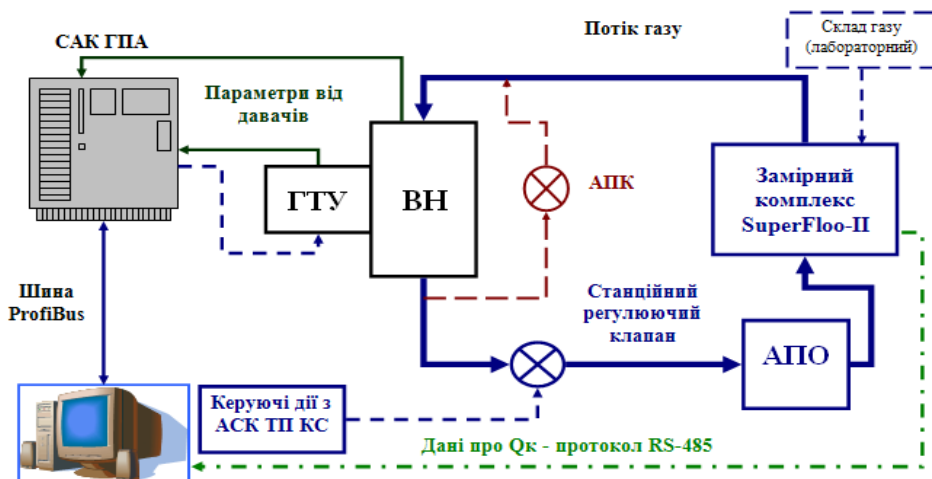 САК ГПА
Потік газу
Склад газу
(лабораторний)
Параметри від
давачів
ГТУ
ВН
АПК
Замірний
комплекс
SuperFloo-II
Шина
ProfiBus
Станційний
регулюючий
клапан
АПО
Керуючі дії з
АСК ТП КС
Дані про Qк - протокол RS-485